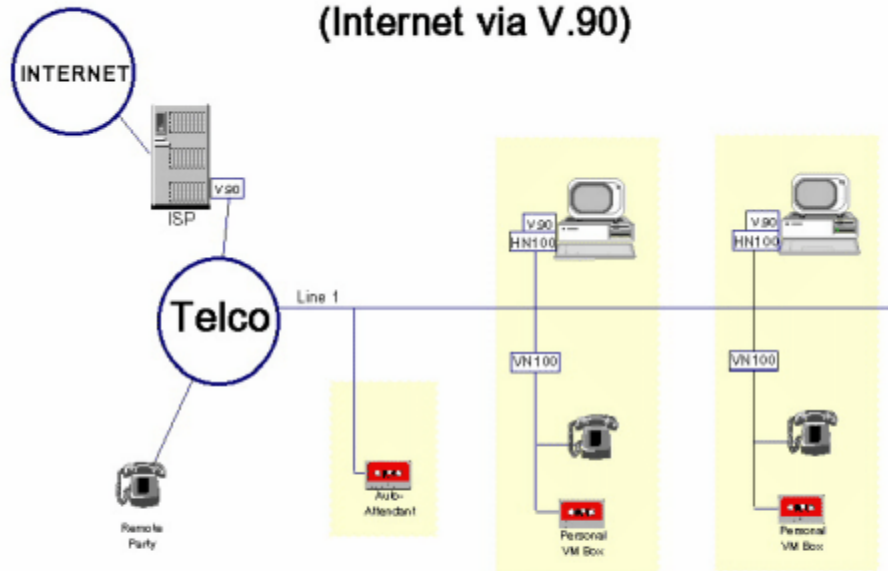 (Internet via V.90)
INTERNET
V.90
ISP
Telco
Line 1
V.90
HN100
V.90
HN100
VN100
VN100
Remote
Party
Auto-
Attendant
Personal
VM Box
Personal
VM Box